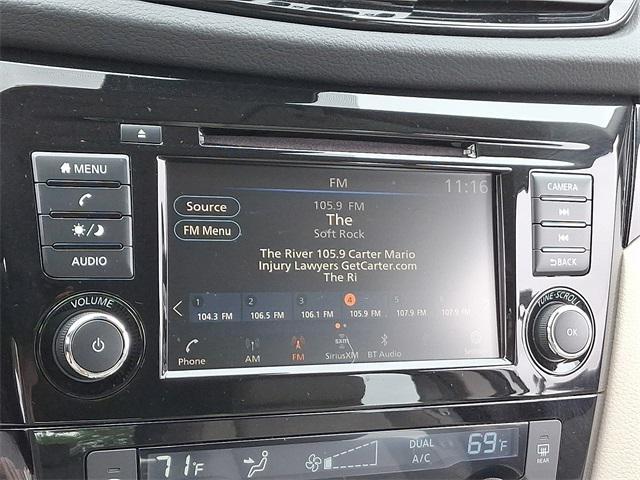 MENU
AUDIO
VOLUME
FM
11:16
Source
FM Menu
105.9 FM
The
Soft Rock
The River 105.9 Carter Mario
Injury Lawyers GetCarter.com
The Ri
1 2 3 4 5 6
104.3 FM 106.5 FM 106.1 FM 105.9 FM 107.9 FM 107.9 FM
Phone
AM
FM
sxm
SiriusXM
BT Audio
CAMERA
BACK
TUNE·SCROLL
OK
71°F
DUAL
A/C
69°F
REAR